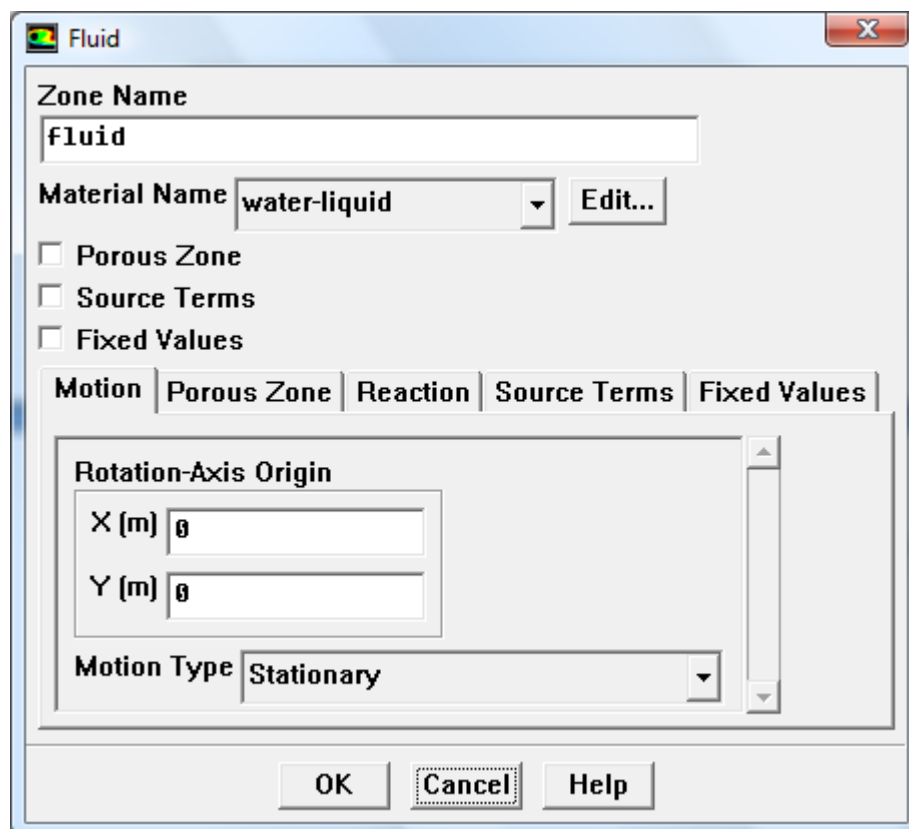 Fluid
Zone Name
fluid
Material Name water-liquid Edit...
Porous Zone
Source Terms
Fixed Values
Motion Porous Zone Reaction Source Terms Fixed Values
Rotation-Axis Origin
X (m) 0
Y (m) 0
Motion Type Stationary
OK Cancel Help